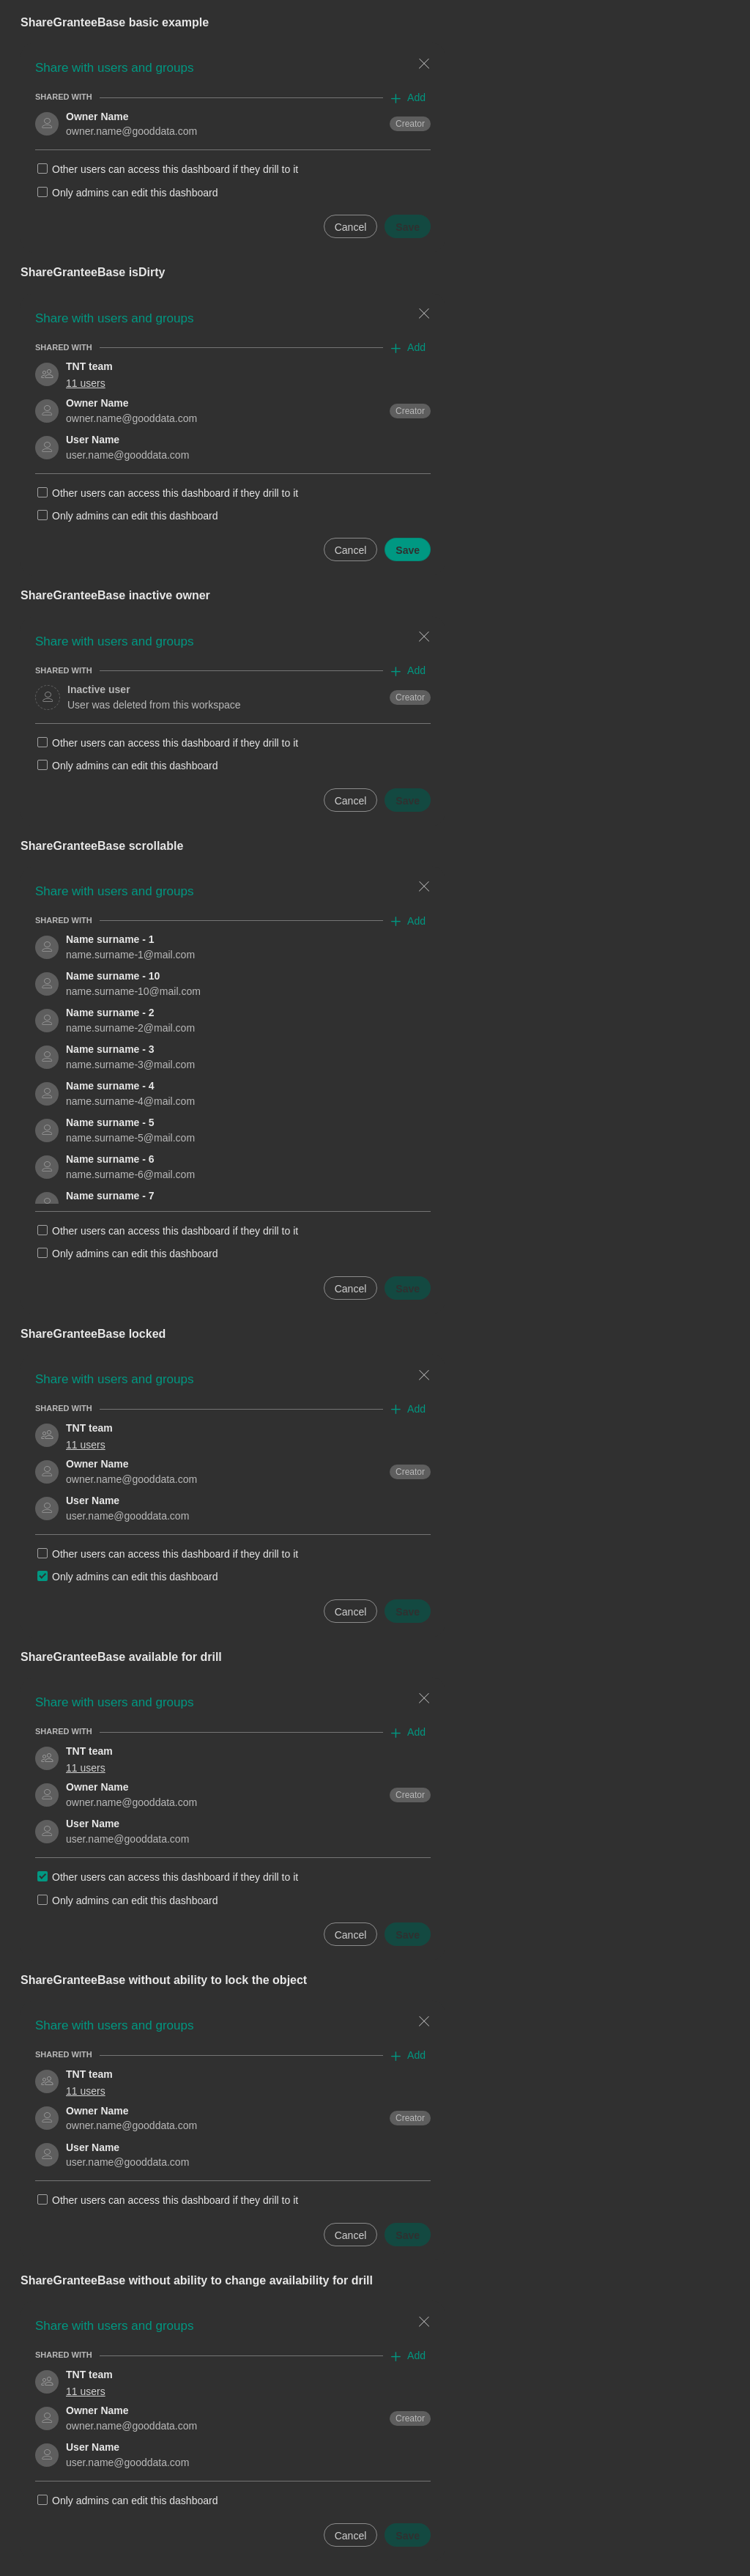 ShareGranteeBase basic example
Share with users and groups
SHARED WITH
Add
Owner Name
owner.name@gooddata.com
Creator
Other users can access this dashboard if they drill to it
Only admins can edit this dashboard
Cancel
Save
ShareGranteeBase isDirty
Share with users and groups
SHARED WITH
Add
TNT team
11 users
Owner Name
owner.name@gooddata.com
Creator
User Name
user.name@gooddata.com
Other users can access this dashboard if they drill to it
Only admins can edit this dashboard
Cancel
Save
ShareGranteeBase inactive owner
Share with users and groups
SHARED WITH
Add
Inactive user
User was deleted from this workspace
Creator
Other users can access this dashboard if they drill to it
Only admins can edit this dashboard
Cancel
Save
ShareGranteeBase scrollable
Share with users and groups
SHARED WITH
Add
Name surname - 1
name.surname-1@mail.com
Name surname - 10
name.surname-10@mail.com
Name surname - 2
name.surname-2@mail.com
Name surname - 3
name.surname-3@mail.com
Name surname - 4
name.surname-4@mail.com
Name surname - 5
name.surname-5@mail.com
Name surname - 6
name.surname-6@mail.com
Name surname - 7
Other users can access this dashboard if they drill to it
Only admins can edit this dashboard
Cancel
Save
ShareGranteeBase locked
Share with users and groups
SHARED WITH
Add
TNT team
11 users
Owner Name
owner.name@gooddata.com
Creator
User Name
user.name@gooddata.com
Other users can access this dashboard if they drill to it
Only admins can edit this dashboard
Cancel
Save
ShareGranteeBase available for drill
Share with users and groups
SHARED WITH
Add
TNT team
11 users
Owner Name
owner.name@gooddata.com
Creator
User Name
user.name@gooddata.com
Other users can access this dashboard if they drill to it
Only admins can edit this dashboard
Cancel
Save
ShareGranteeBase without ability to lock the object
Share with users and groups
SHARED WITH
Add
TNT team
11 users
Owner Name
owner.name@gooddata.com
Creator
User Name
user.name@gooddata.com
Other users can access this dashboard if they drill to it
Cancel
Save
ShareGranteeBase without ability to change availability for drill
Share with users and groups
SHARED WITH
Add
TNT team
11 users
Owner Name
owner.name@gooddata.com
Creator
User Name
user.name@gooddata.com
Only admins can edit this dashboard
Cancel
Save